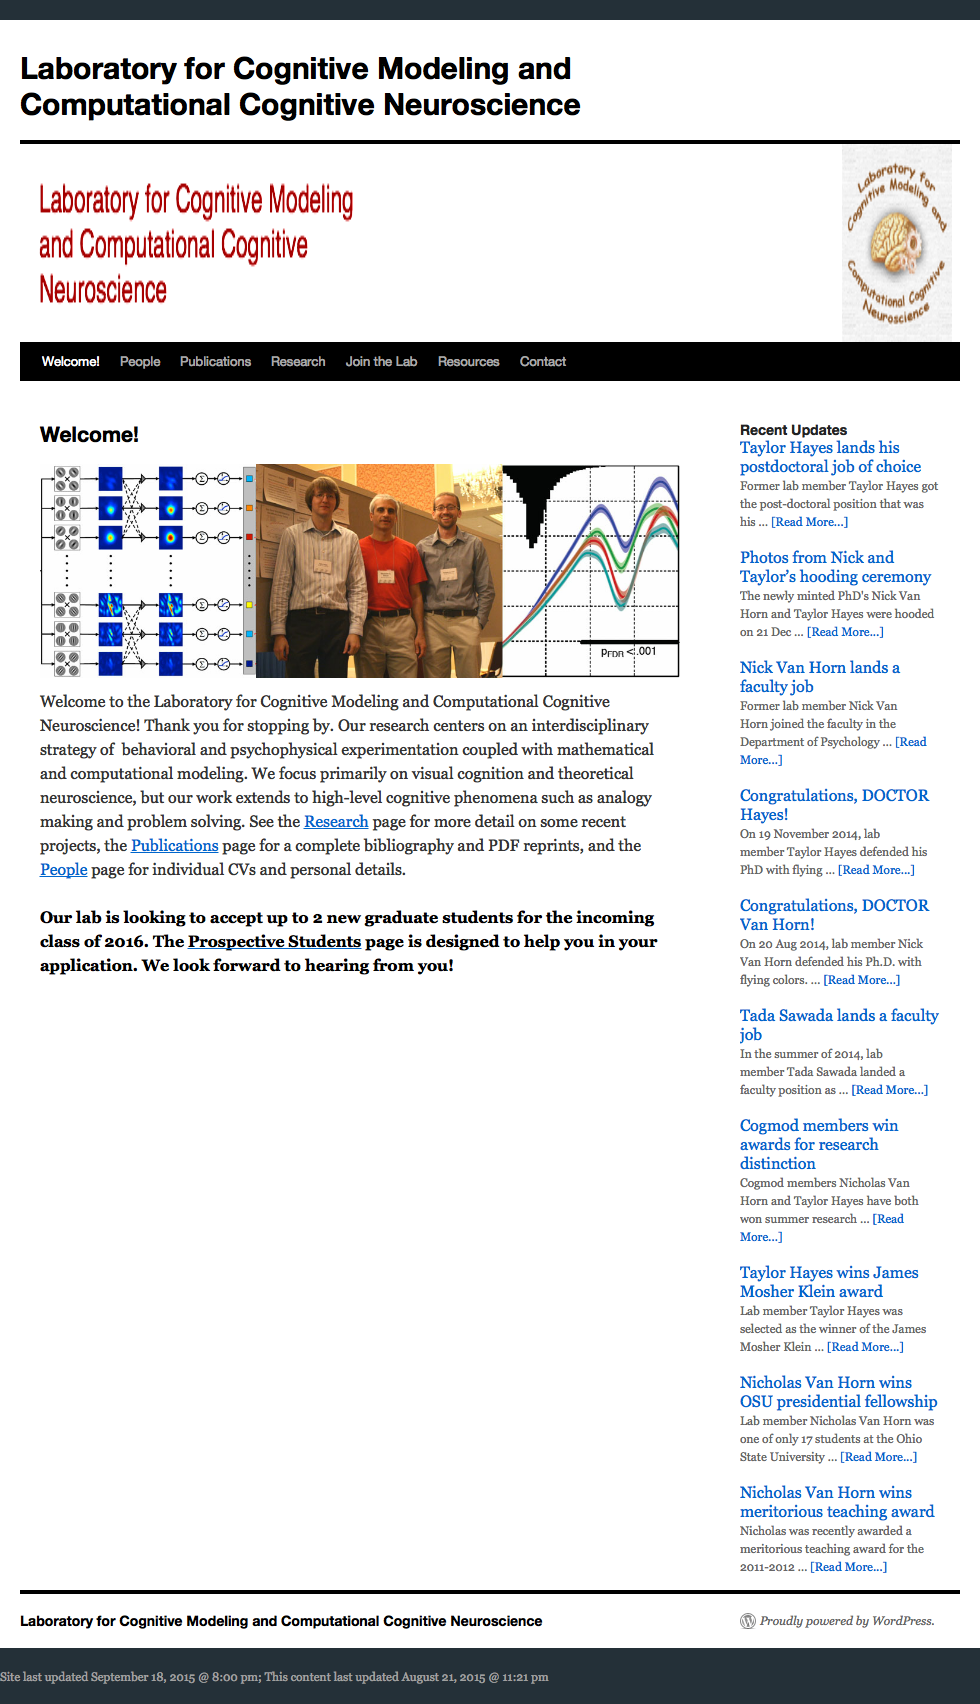 Laboratory for Cognitive Modeling and
Computational Cognitive Neuroscience
Laboratory for Cognitive Modeling
and Computational Cognitive
Neuroscience
Laboratory for
Cognitive Modeling and
Computational Cognitive
Neuroscience
Welcome! People Publications Research Join the Lab Resources Contact
Welcome!
Σ
Σ
Σ
Σ
Σ
Σ
pFDR <.001
Welcome to the Laboratory for Cognitive Modeling and Computational Cognitive
Neuroscience! Thank you for stopping by. Our research centers on an interdisciplinary
strategy of  behavioral and psychophysical experimentation coupled with mathematical
and computational modeling. We focus primarily on visual cognition and theoretical
neuroscience, but our work extends to high-level cognitive phenomena such as analogy
making and problem solving. See the Research page for more detail on some recent
projects, the Publications page for a complete bibliography and PDF reprints, and the
People page for individual CVs and personal details.
Our lab is looking to accept up to 2 new graduate students for the incoming
class of 2016. The Prospective Students page is designed to help you in your
application. We look forward to hearing from you!
Recent Updates
Taylor Hayes lands his
postdoctoral job of choice
Former lab member Taylor Hayes got
the post-doctoral position that was
his ... [Read More...]
Photos from Nick and
Taylor's hooding ceremony
The newly minted PhD's Nick Van
Horn and Taylor Hayes were hooded
on 21 Dec ... [Read More...]
Nick Van Horn lands a
faculty job
Former lab member Nick Van
Horn joined the faculty in the
Department of Psychology ... [Read
More...]
Congratulations, DOCTOR
Hayes!
On 19 November 2014, lab
member Taylor Hayes defended his
PhD with flying ... [Read More...]
Congratulations, DOCTOR
Van Horn!
On 20 Aug 2014, lab member Nick
Van Horn defended his Ph.D. with
flying colors. ... [Read More...]
Tada Sawada lands a faculty
job
In the summer of 2014, lab
member Tada Sawada landed a
faculty position as ... [Read More...]
Cogmod members win
awards for research
distinction
Cogmod members Nicholas Van
Horn and Taylor Hayes have both
won summer research ... [Read
More...]
Taylor Hayes wins James
Mosher Klein award
Lab member Taylor Hayes was
selected as the winner of the James
Mosher Klein ... [Read More...]
Nicholas Van Horn wins
OSU presidential fellowship
Lab member Nicholas Van Horn was
one of only 17 students at the Ohio
State University ... [Read More...]
Nicholas Van Horn wins
meritorious teaching award
Nicholas was recently awarded a
meritorious teaching award for the
2011-2012 ... [Read More...]
Laboratory for Cognitive Modeling and Computational Cognitive Neuroscience
Proudly powered by WordPress.
Site last updated September 18, 2015 @ 8:00 pm; This content last updated August 21, 2015 @ 11:21 pm